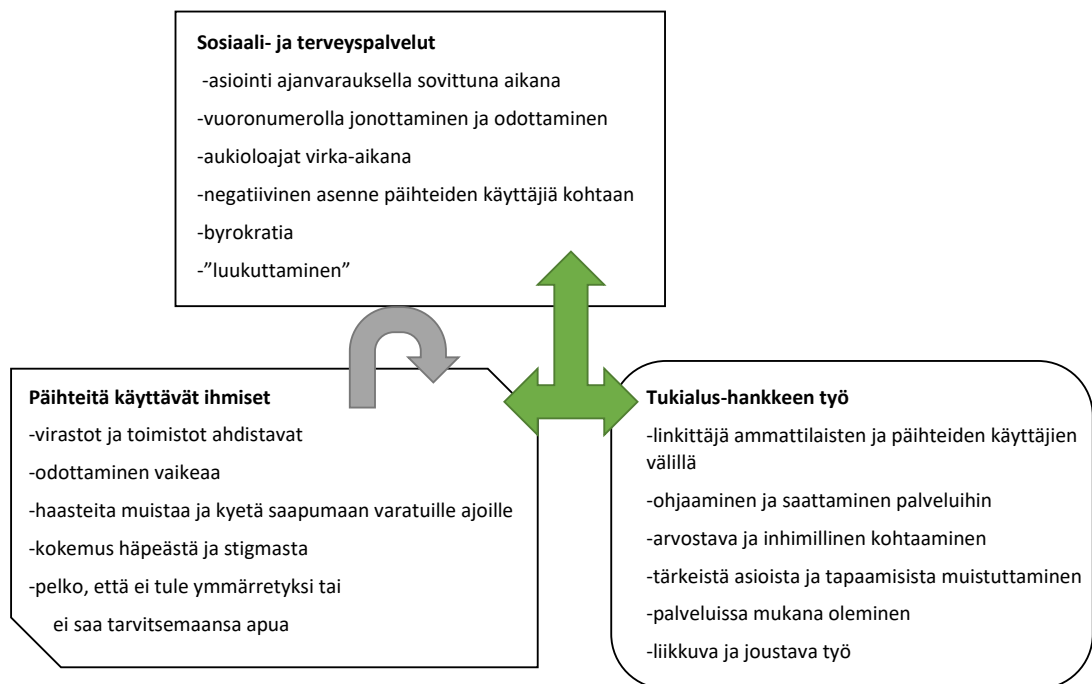 Sosiaali- ja terveyspalvelut
-asiointi ajanvarauksella sovittuna aikana
-vuoronumerolla jonottaminen ja odottaminen
-aukioloajat virka-aikana
-negatiivinen asenne päihteiden käyttäjiä kohtaan
-byrokratia
-”luukuttaminen”
Päihteitä käyttävät ihmiset
-virastot ja toimistot ahdistavat
-odottaminen vaikeaa
-haasteita muistaa ja kyetä saapumaan varatuille ajoille
-kokemus häpeästä ja stigmasta
-pelko, että ei tule ymmärretyksi tai
ei saa tarvitsemaansa apua
Tukialus-hankkeen työ
-linkittäjä ammattilaisten ja päihteiden käyttäjien
välillä
-ohjaaminen ja saattaminen palveluihin
-arvostava ja inhimillinen kohtaaminen
-tärkeistä asioista ja tapaamisista muistuttaminen
-palveluissa mukana oleminen
-liikkuva ja joustava työ